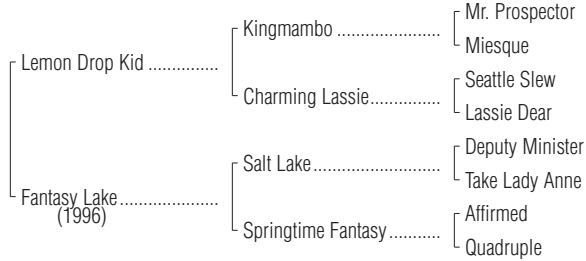 Mr. Prospector
Kingmambo ......................
Miesque
Lemon Drop Kid ...............
Seattle Slew
Charming Lassie...............
Lassie Dear
Deputy Minister
Salt Lake...........................
Take Lady Anne
Fantasy Lake.....................
(1996)
Affirmed
Springtime Fantasy...........
Quadruple